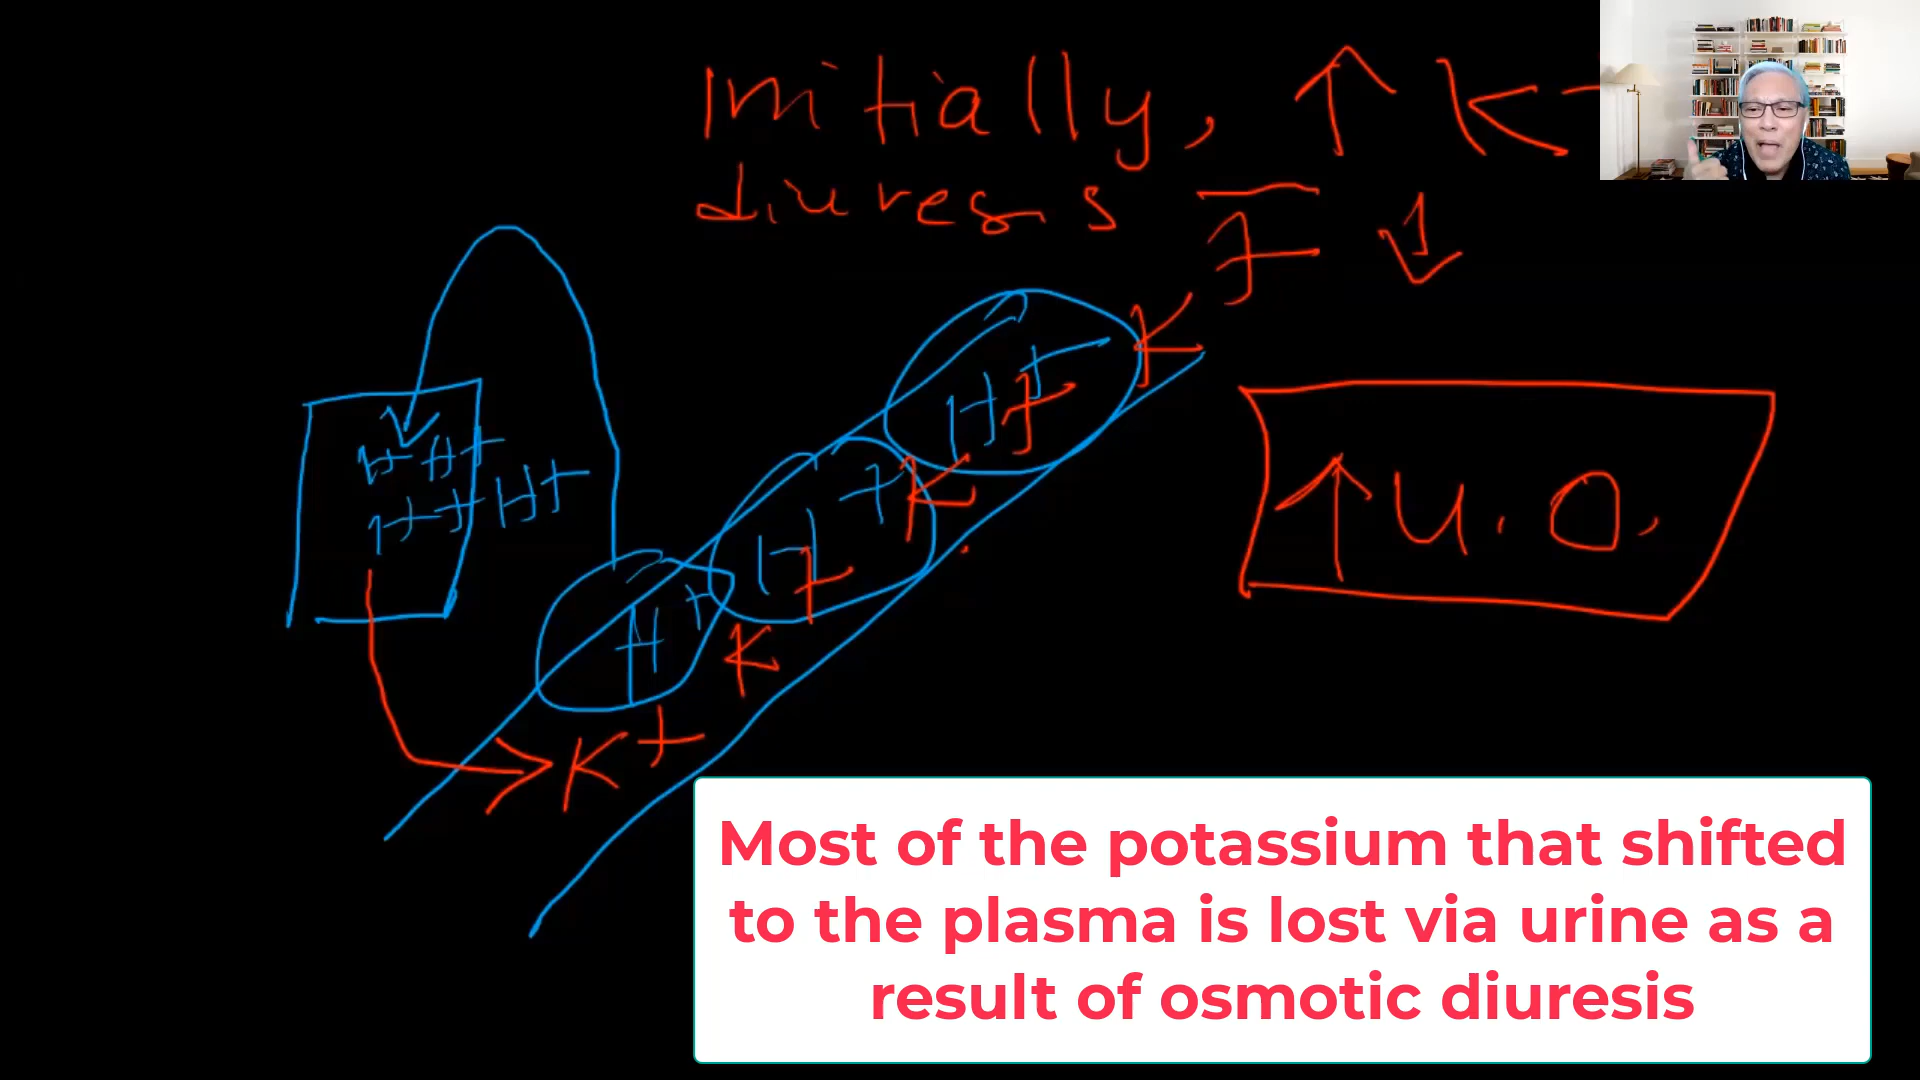 Initially, ↑ K
diuresis → ↓
K
H+
K
H+ H+
H+ H+
H+
↑ U.O.
H+
K
K+
Most of the potassium that shifted
to the plasma is lost via urine as a
result of osmotic diuresis